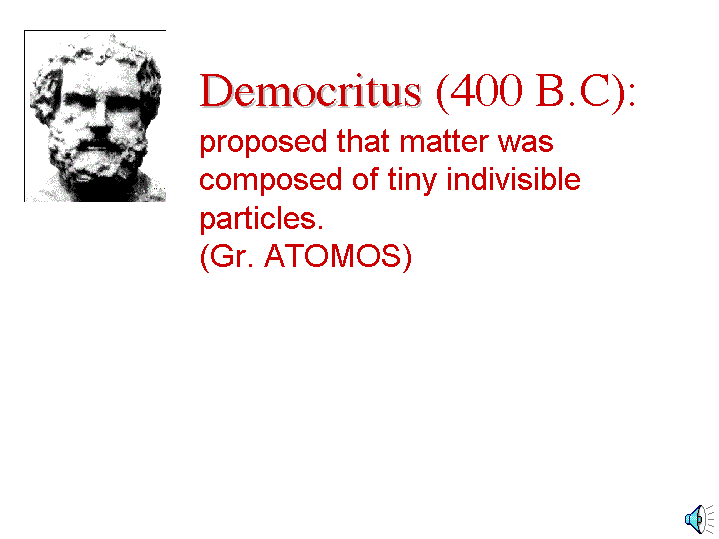 Democritus (400 B.C):
proposed that matter was
composed of tiny indivisible
particles.
(Gr. ATOMOS)